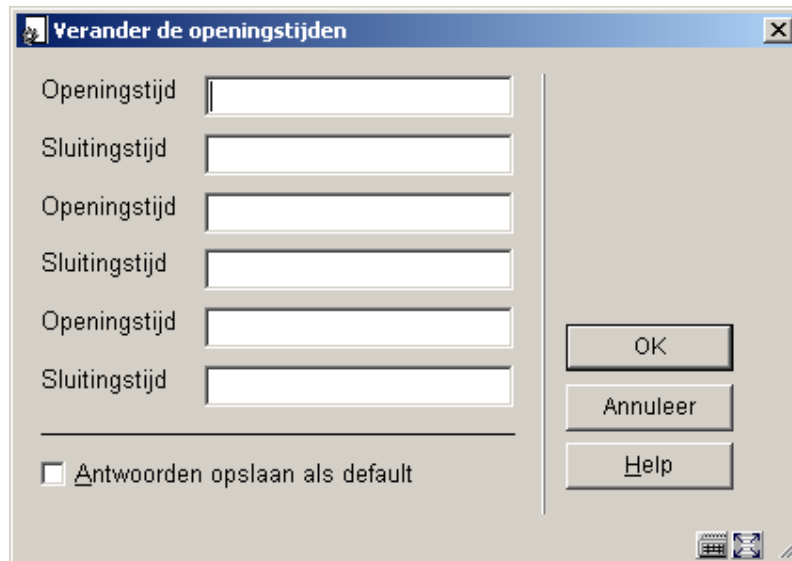 Verander de openingstijden
Openingstijd
Sluitingstijd
Openingstijd
Sluitingstijd
Openingstijd
Sluitingstijd
Antwoorden opslaan als default
OK
Annuleer
Help